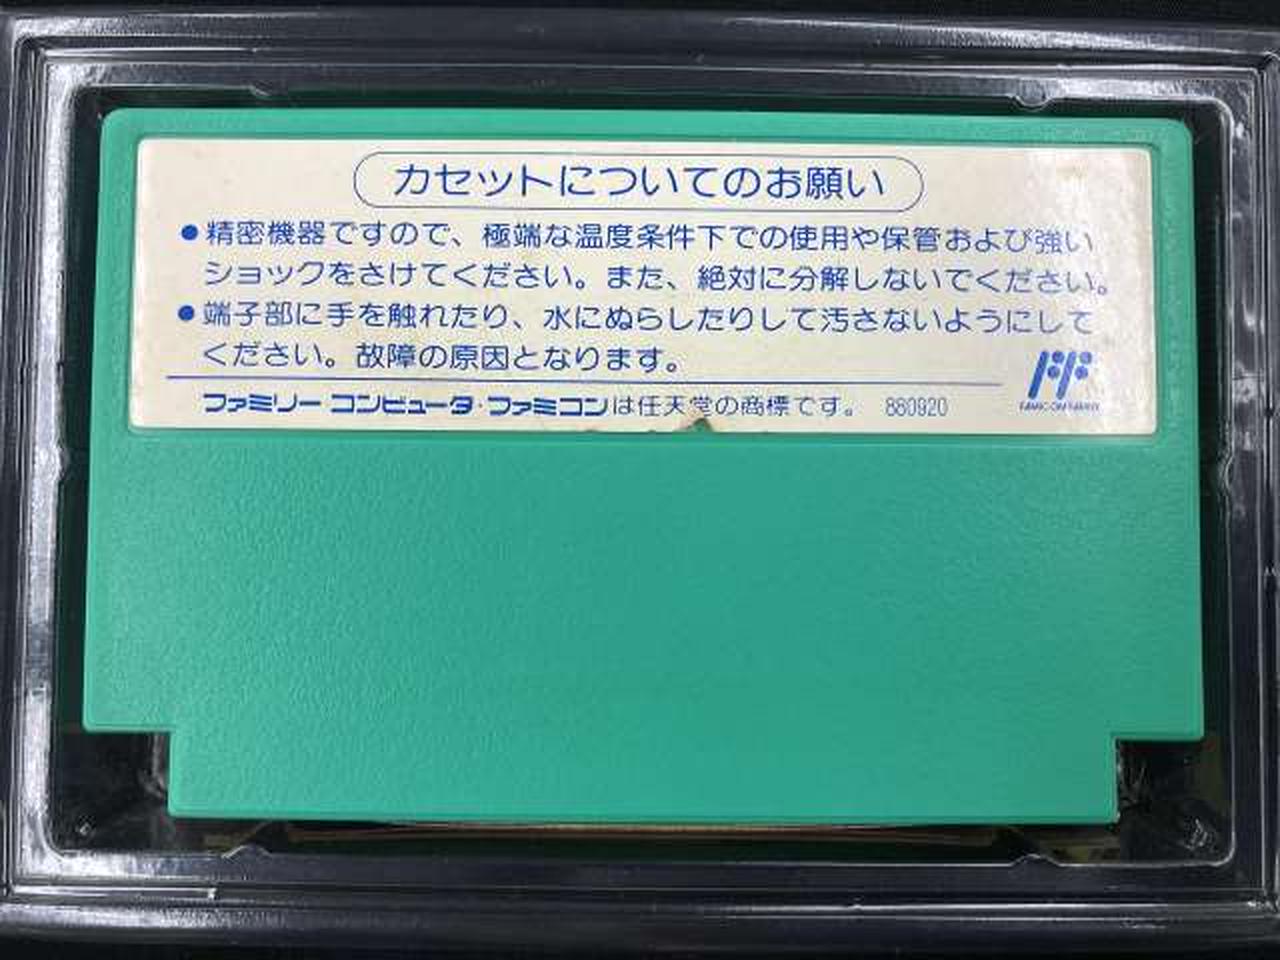 カセットについてのお願い
●精密機器ですので、極端な温度条件下での使用や保管および強い
ショックをさけてください。また、絶対に分解しないでください。
●端子部に手を触れたり、水にぬらしたりして汚さないようにして
ください。故障の原因となります。
ファミリー コンピュータ・ファミコンは任天堂の商標です。 880920
FF
FAMICOM FAMILY